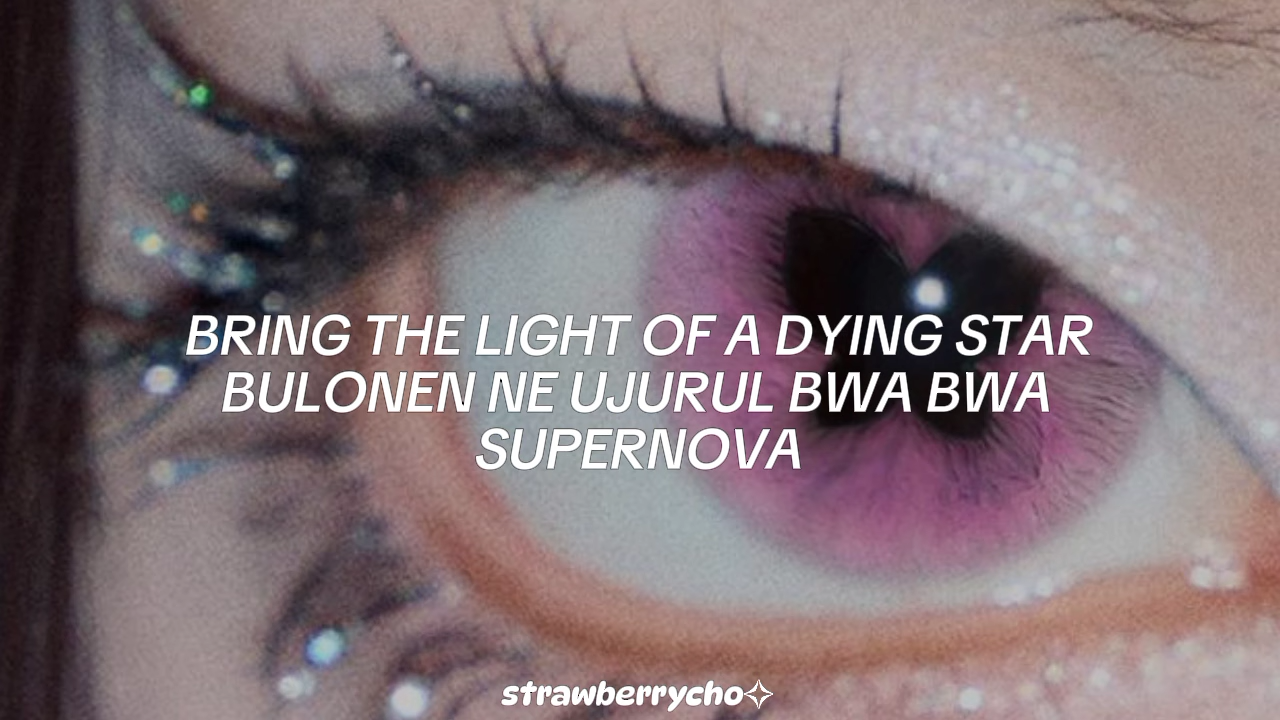 BRING THE LIGHT OF A DYING STAR
BULONEN NE UJURUL BWA BWA
SUPERNOVA
strawberrycho